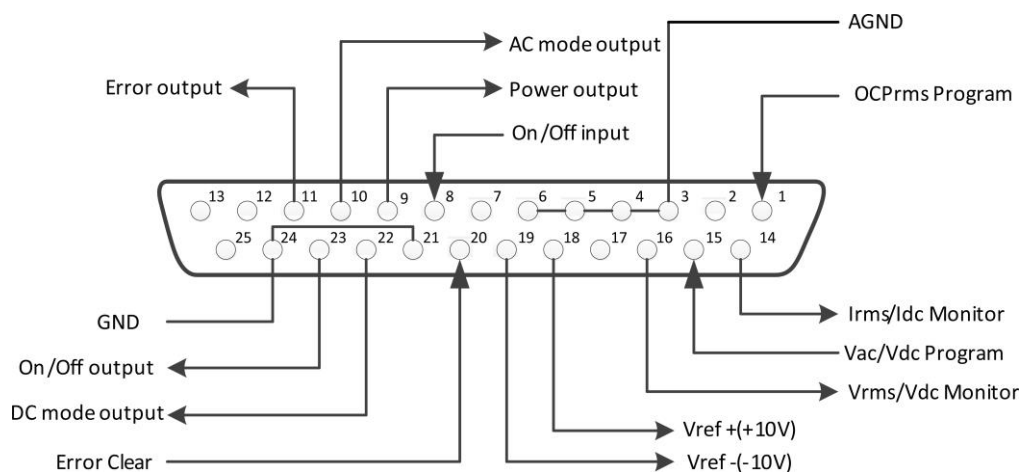 AGND
AC mode output
Error output
Power output
OCPrms Program
On/Off input
13 12 11 10 9 8 7 6 5 4 3 2 1
25 24 23 22 21 20 19 18 17 16 15 14
GND
Irms/Idc Monitor
On/Off output
Vac/Vdc Program
Vrms/Vdc Monitor
DC mode output
Vref +(+10V)
Error Clear
Vref -(-10V)